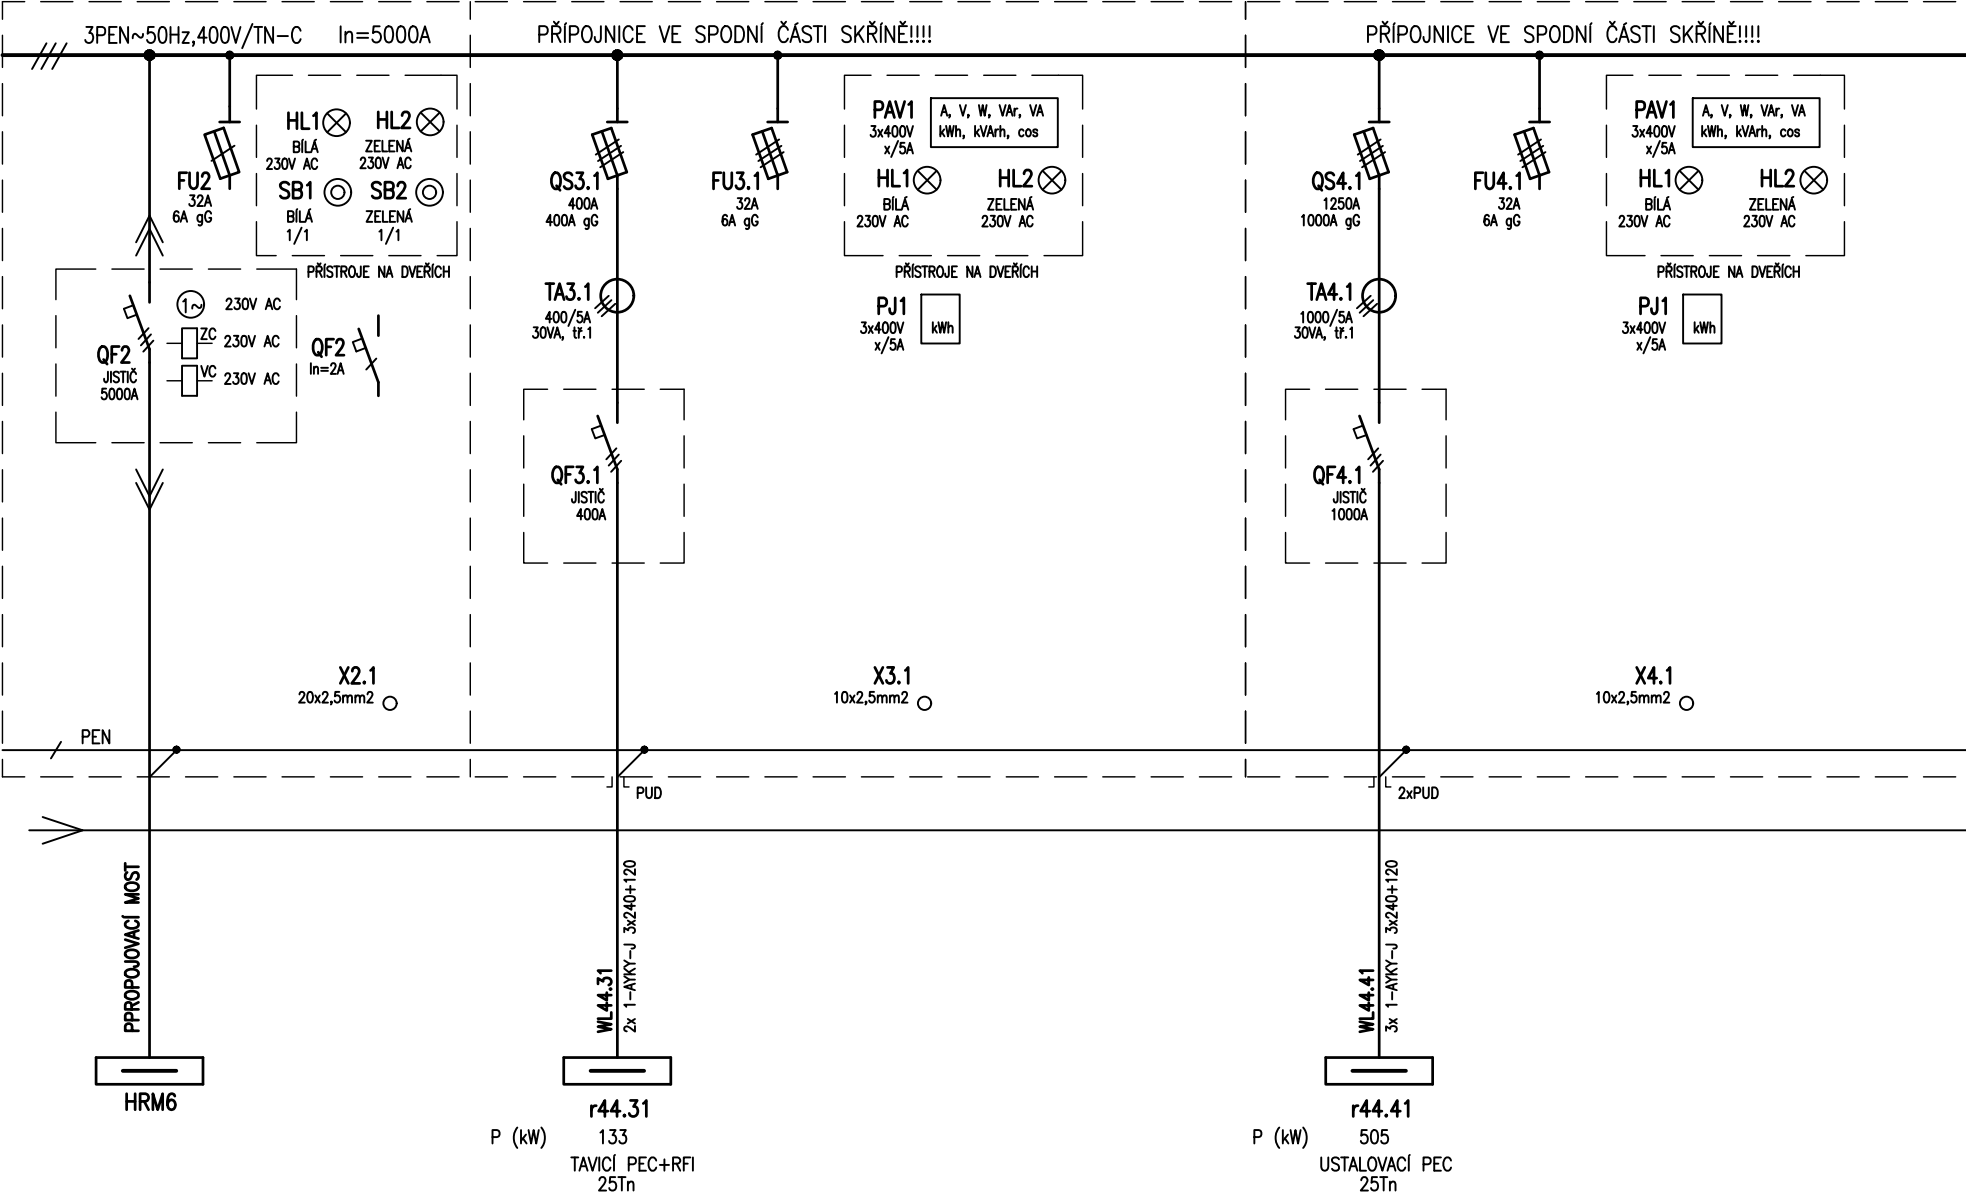 3PEN~50Hz,400V/TN-C In=5000A
HL1
BÍLÁ
230V AC
HL2
ZELENÁ
230V AC
FU2
32A
6A gG
SB1
BÍLÁ
1/1
SB2
ZELENÁ
1/1
PŘÍSTROJE NA DVEŘÍCH
1~ 230V AC
ZC 230V AC
VC 230V AC
QF2
JISTIČ
5000A
QF2
In=2A
X2.1
20x2,5mm2
PEN
PPROPOJOVACÍ MOST
HRM6
PŘÍPOJNICE VE SPODNÍ ČÁSTI SKŘÍNĚ!!!!
QS3.1
400A
400A gG
FU3.1
32A
6A gG
PAV1
3x400V
x/5A
A, V, W, VAr, VA
kWh, kVArh, cos
HL1
BÍLÁ
230V AC
HL2
ZELENÁ
230V AC
PŘÍSTROJE NA DVEŘÍCH
TA3.1
400/5A
30VA, tř.1
PJ1
3x400V
x/5A
kWh
QF3.1
JISTIČ
400A
X3.1
10x2,5mm2
PUD
WL44.31
2x 1-AYKY-J 3x240+120
r44.31
P (kW) 133
TAVICÍ PEC+RFI
25Tn
PŘÍPOJNICE VE SPODNÍ ČÁSTI SKŘÍNĚ!!!!
QS4.1
1250A
1000A gG
FU4.1
32A
6A gG
PAV1
3x400V
x/5A
A, V, W, VAr, VA
kWh, kVArh, cos
HL1
BÍLÁ
230V AC
HL2
ZELENÁ
230V AC
PŘÍSTROJE NA DVEŘÍCH
TA4.1
1000/5A
30VA, tř.1
PJ1
3x400V
x/5A
kWh
QF4.1
JISTIČ
1000A
X4.1
10x2,5mm2
2xPUD
WL44.41
3x 1-AYKY-J 3x240+120
r44.41
P (kW) 505
USTALOVACÍ PEC
25Tn